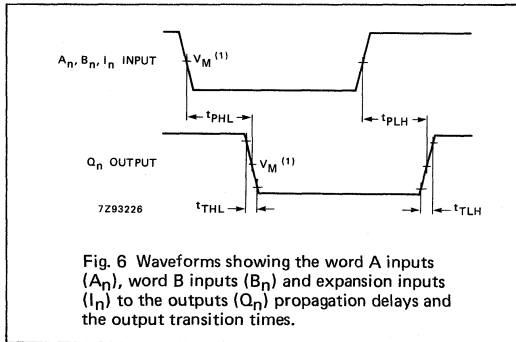 Aₙ, Bₙ, Iₙ INPUT
V_M (1)
tPHL
tPLH
Qₙ OUTPUT
V_M (1)
7Z93226
tTHL
tTLH
Fig. 6 Waveforms showing the word A inputs
(Aₙ), word B inputs (Bₙ) and expansion inputs
(Iₙ) to the outputs (Qₙ) propagation delays and
the output transition times.